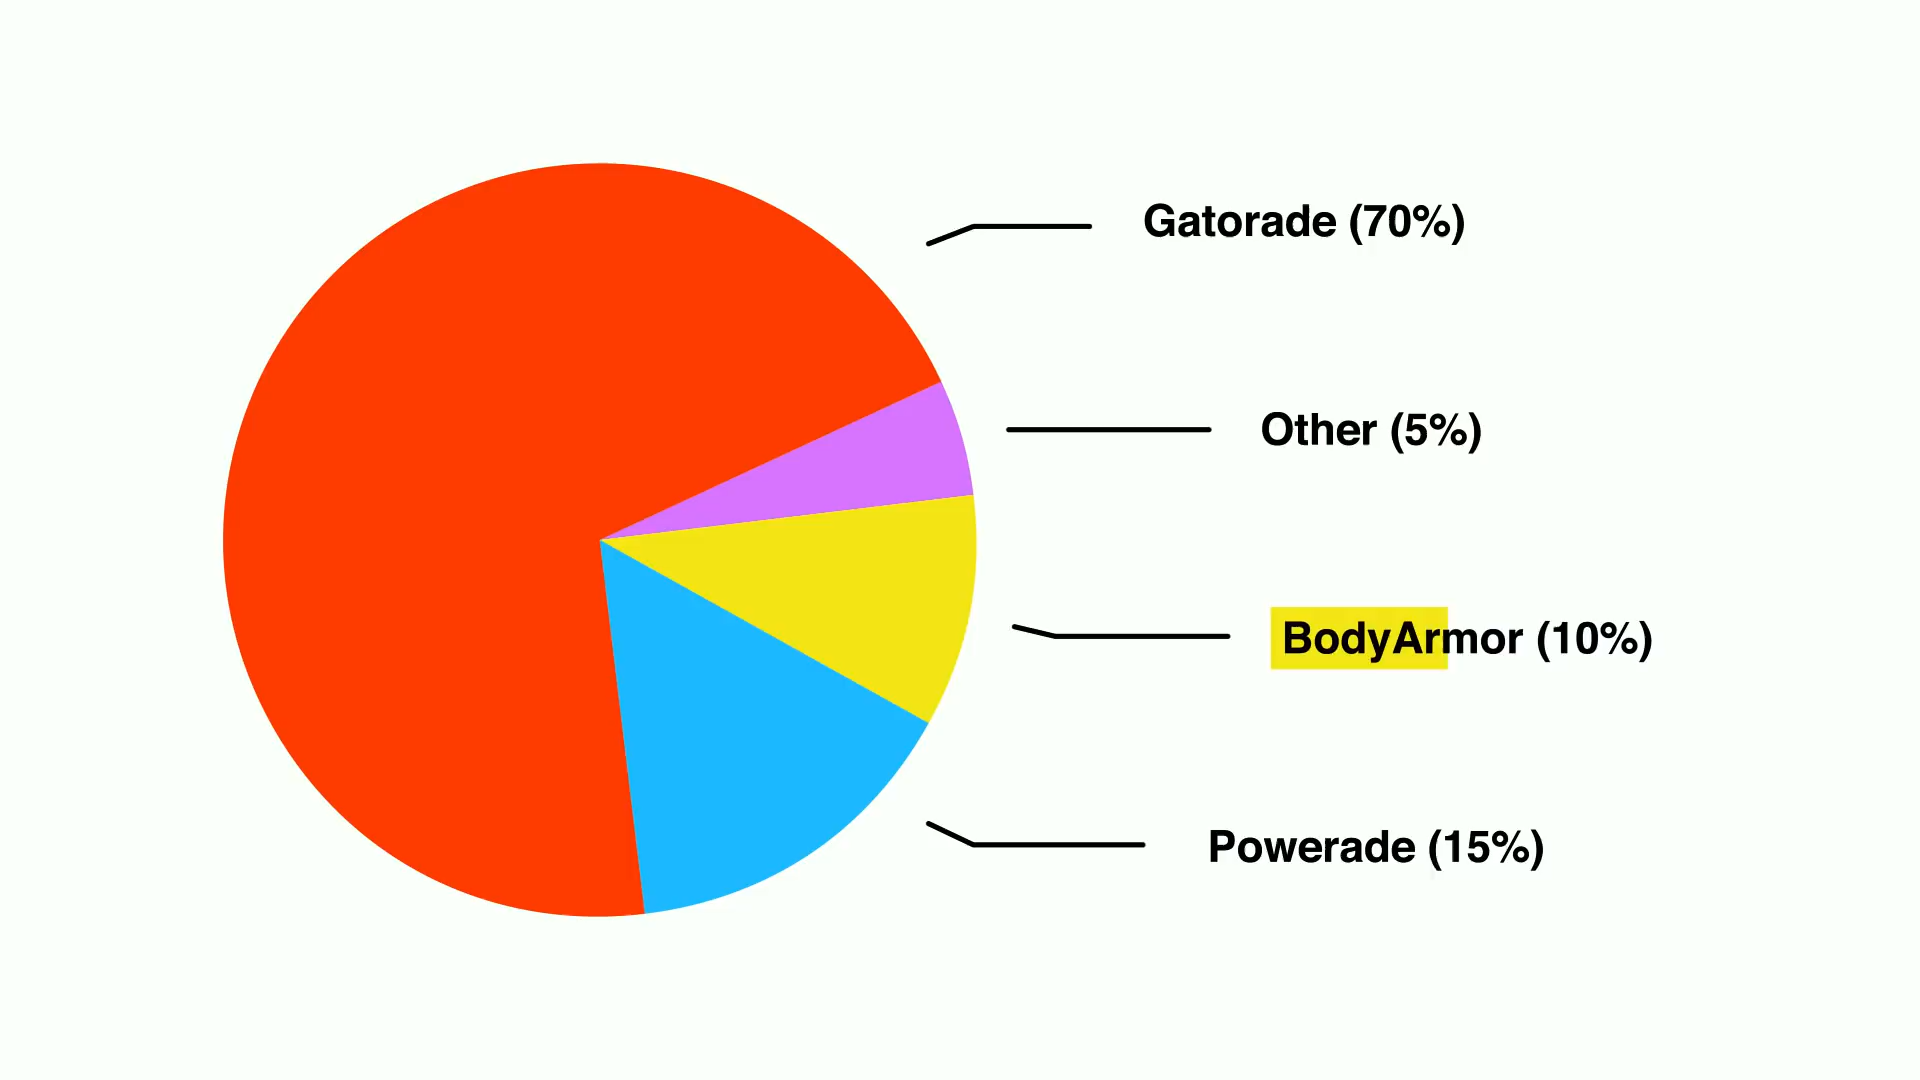 Gatorade (70%)
Other (5%)
BodyArmor (10%)
Powerade (15%)